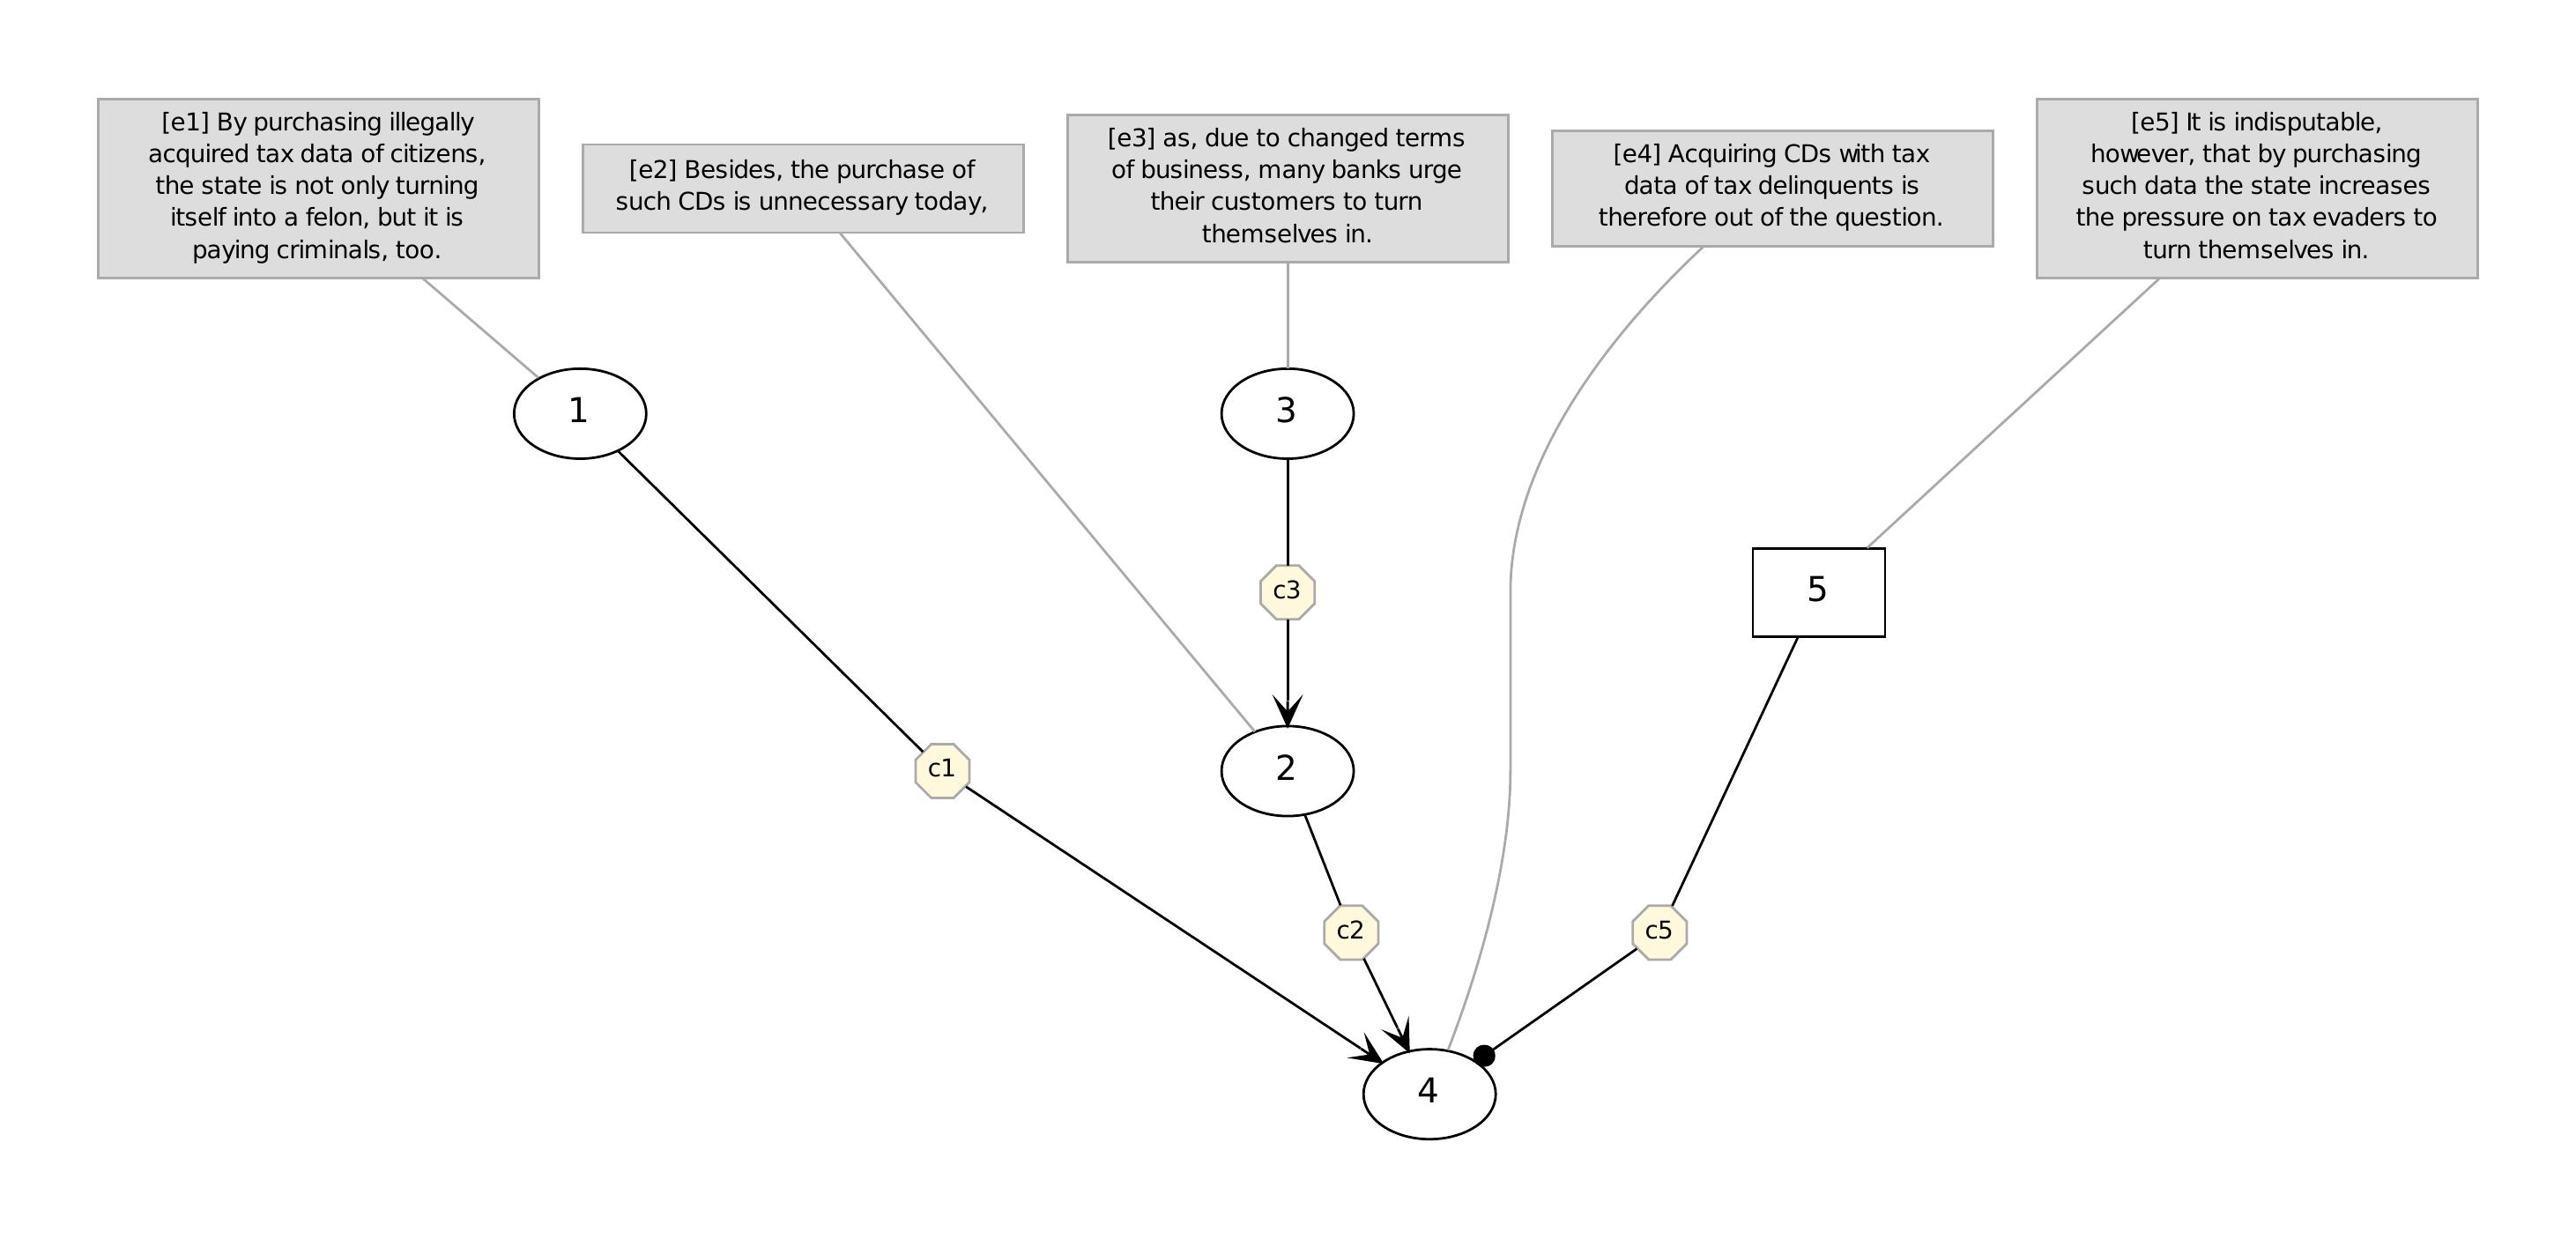 [e1] By purchasing illegally
acquired tax data of citizens,
the state is not only turning
itself into a felon, but it is
paying criminals, too.
[e2] Besides, the purchase of
such CDs is unnecessary today,
[e3] as, due to changed terms
of business, many banks urge
their customers to turn
themselves in.
[e4] Acquiring CDs with tax
data of tax delinquents is
therefore out of the question.
[e5] It is indisputable,
however, that by purchasing
such data the state increases
the pressure on tax evaders to
turn themselves in.
1
3
c3
5
c1
2
c2
c5
4